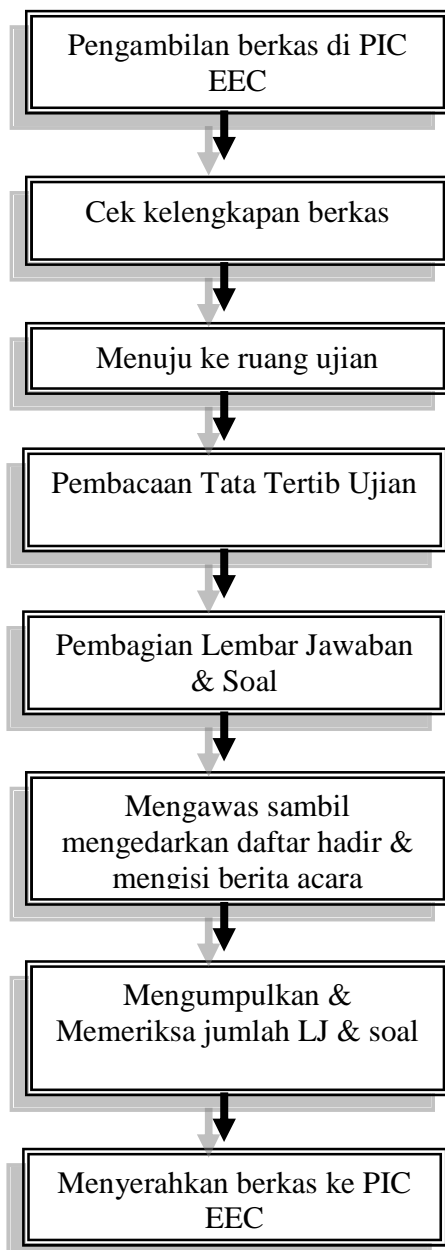 Pengambilan berkas di PIC
EEC
Cek kelengkapan berkas
Menuju ke ruang ujian
Pembacaan Tata Tertib Ujian
Pembagian Lembar Jawaban
& Soal
Mengawas sambil
mengedarkan daftar hadir &
mengisi berita acara
Mengumpulkan &
Memeriksa jumlah LJ & soal
Menyerahkan berkas ke PIC
EEC